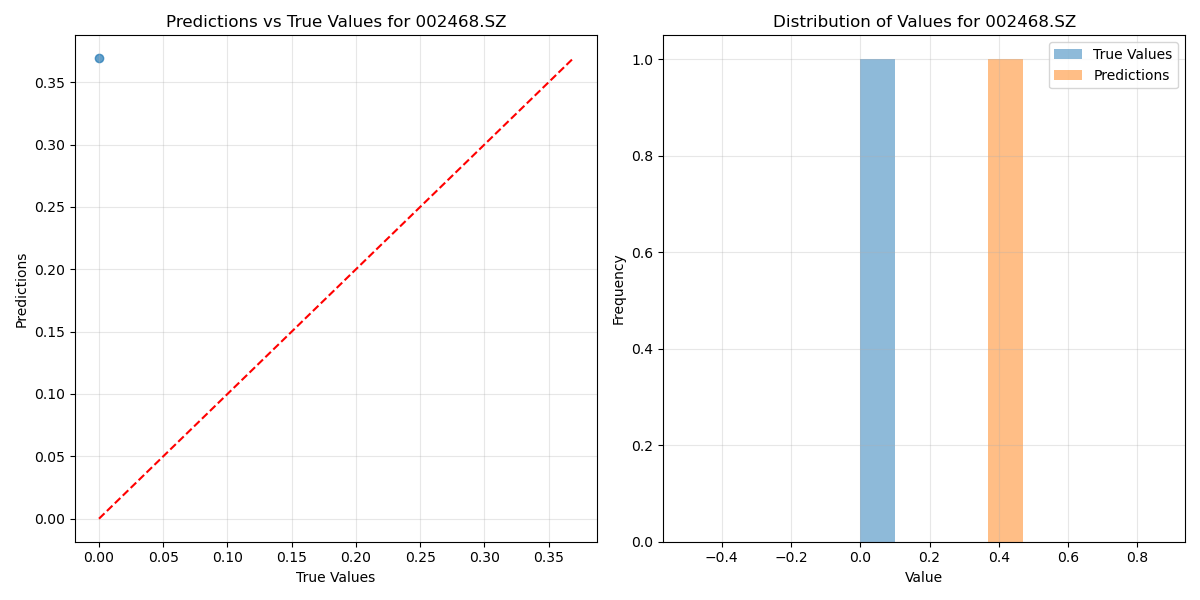 Predictions vs True Values for 002468.SZ
Predictions
0.35
0.30
0.25
0.20
0.15
0.10
0.05
0.00
0.00 0.05 0.10 0.15 0.20 0.25 0.30 0.35
True Values
Distribution of Values for 002468.SZ
True Values
Predictions
Frequency
1.0
0.8
0.6
0.4
0.2
0.0
−0.4 −0.2 0.0 0.2 0.4 0.6 0.8
Value